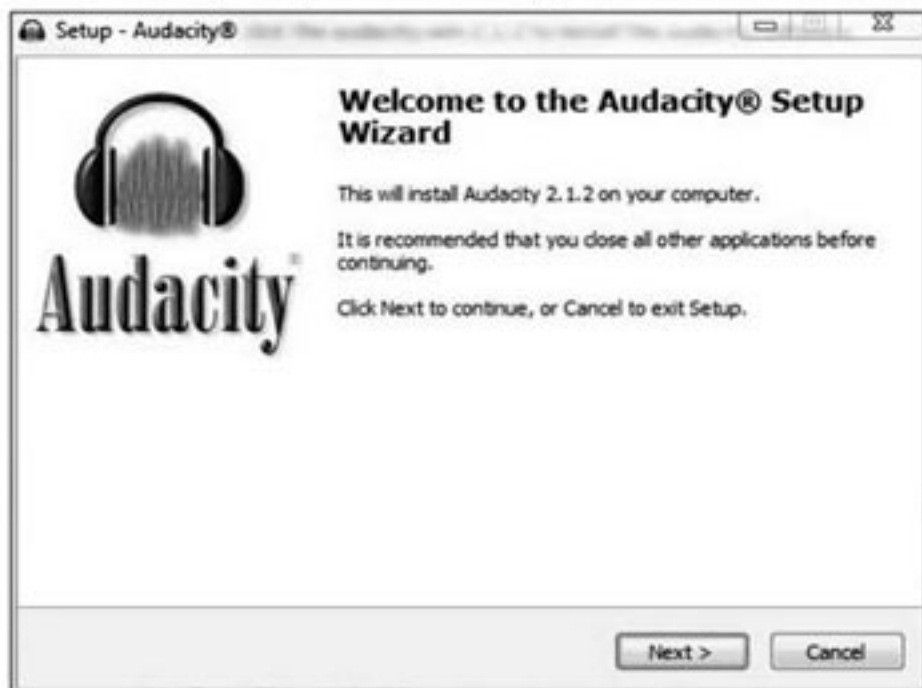 Setup - Audacity®
Welcome to the Audacity® Setup
Wizard
This will install Audacity 2.1.2 on your computer.
It is recommended that you close all other applications before
continuing.
Click Next to continue, or Cancel to exit Setup.
Audacity®
Next >
Cancel